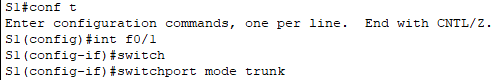 S1#conf t
Enter configuration commands, one per line.  End with CNTL/Z.
S1(config)#int f0/1
S1(config-if)#switch
S1(config-if)#switchport mode trunk